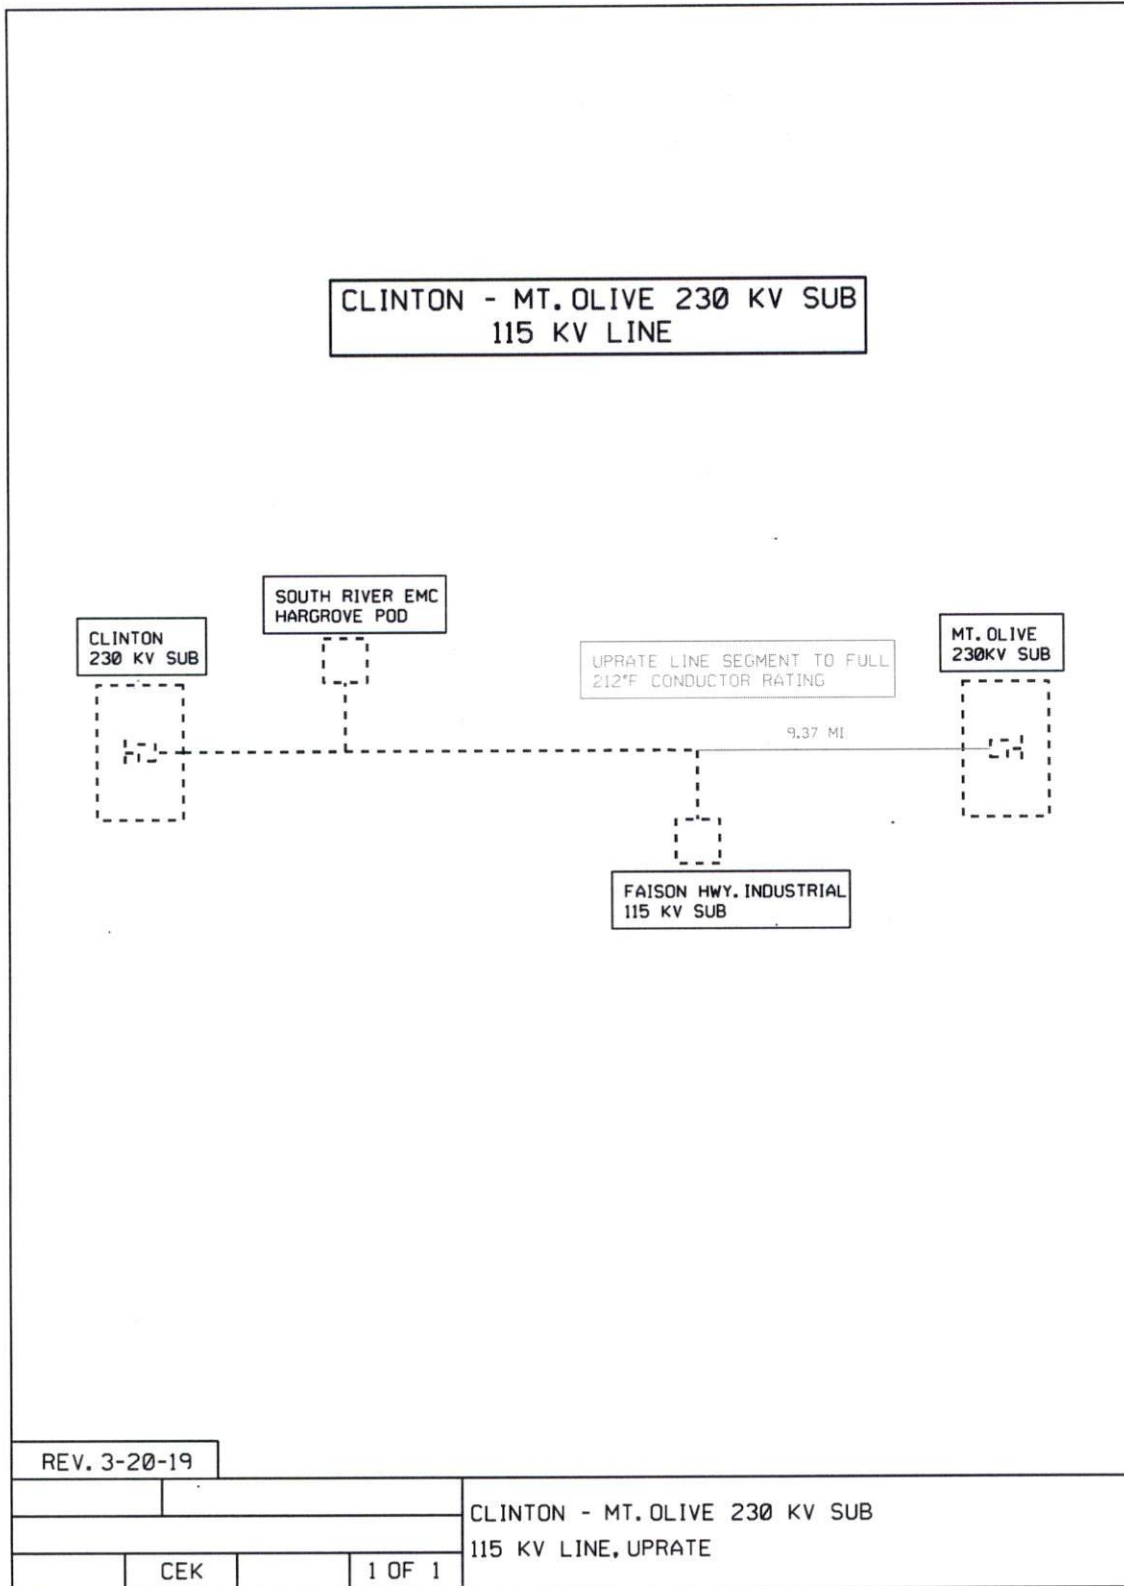 CLINTON - MT. OLIVE 230 KV SUB
115 KV LINE
SOUTH RIVER EMC
HARGROVE POD
CLINTON
230 KV SUB
UPRATE LINE SEGMENT TO FULL
212°F CONDUCTOR RATING
MT. OLIVE
230KV SUB
9.37 MI
FAISON HWY. INDUSTRIAL
115 KV SUB
REV. 3-20-19
CLINTON - MT. OLIVE 230 KV SUB
115 KV LINE, UPRATE
CEK
1 OF 1